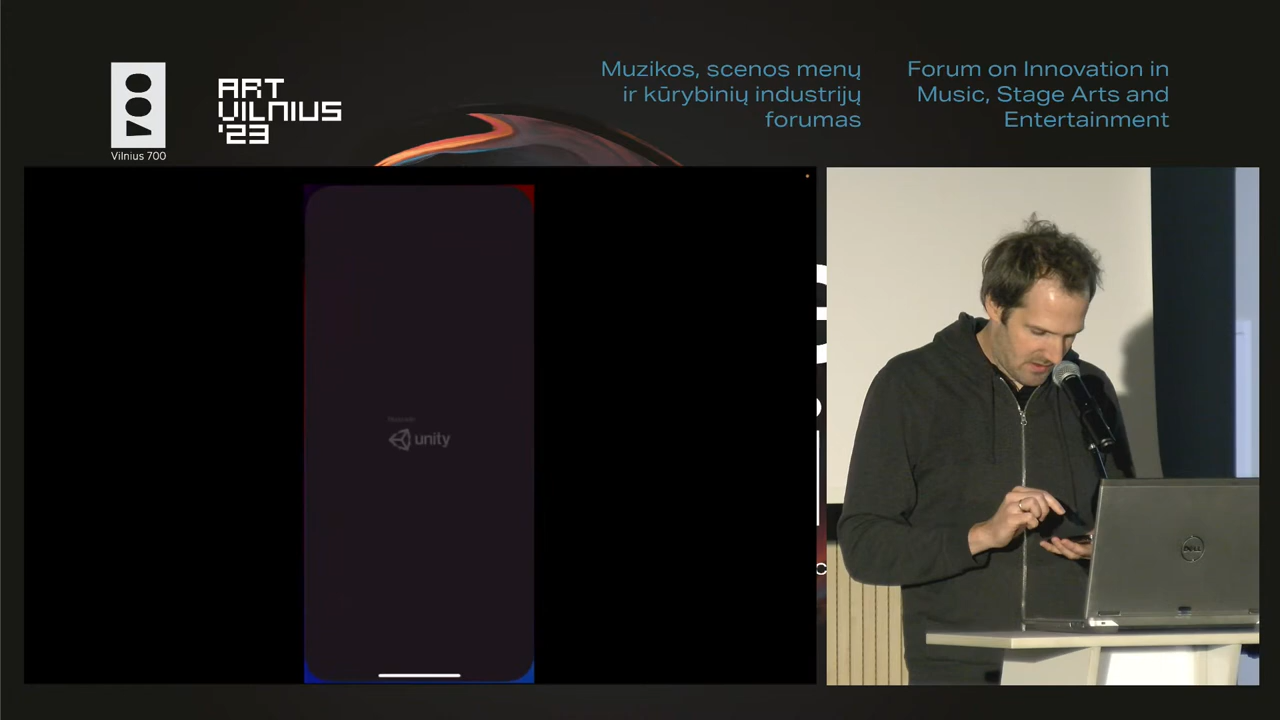 Vilnius 700
ART
VILNIUS
'23
Muzikos, scenos menų
ir kūrybinių industrijų
forumas
Forum on Innovation in
Music, Stage Arts and
Entertainment
unity
DELL